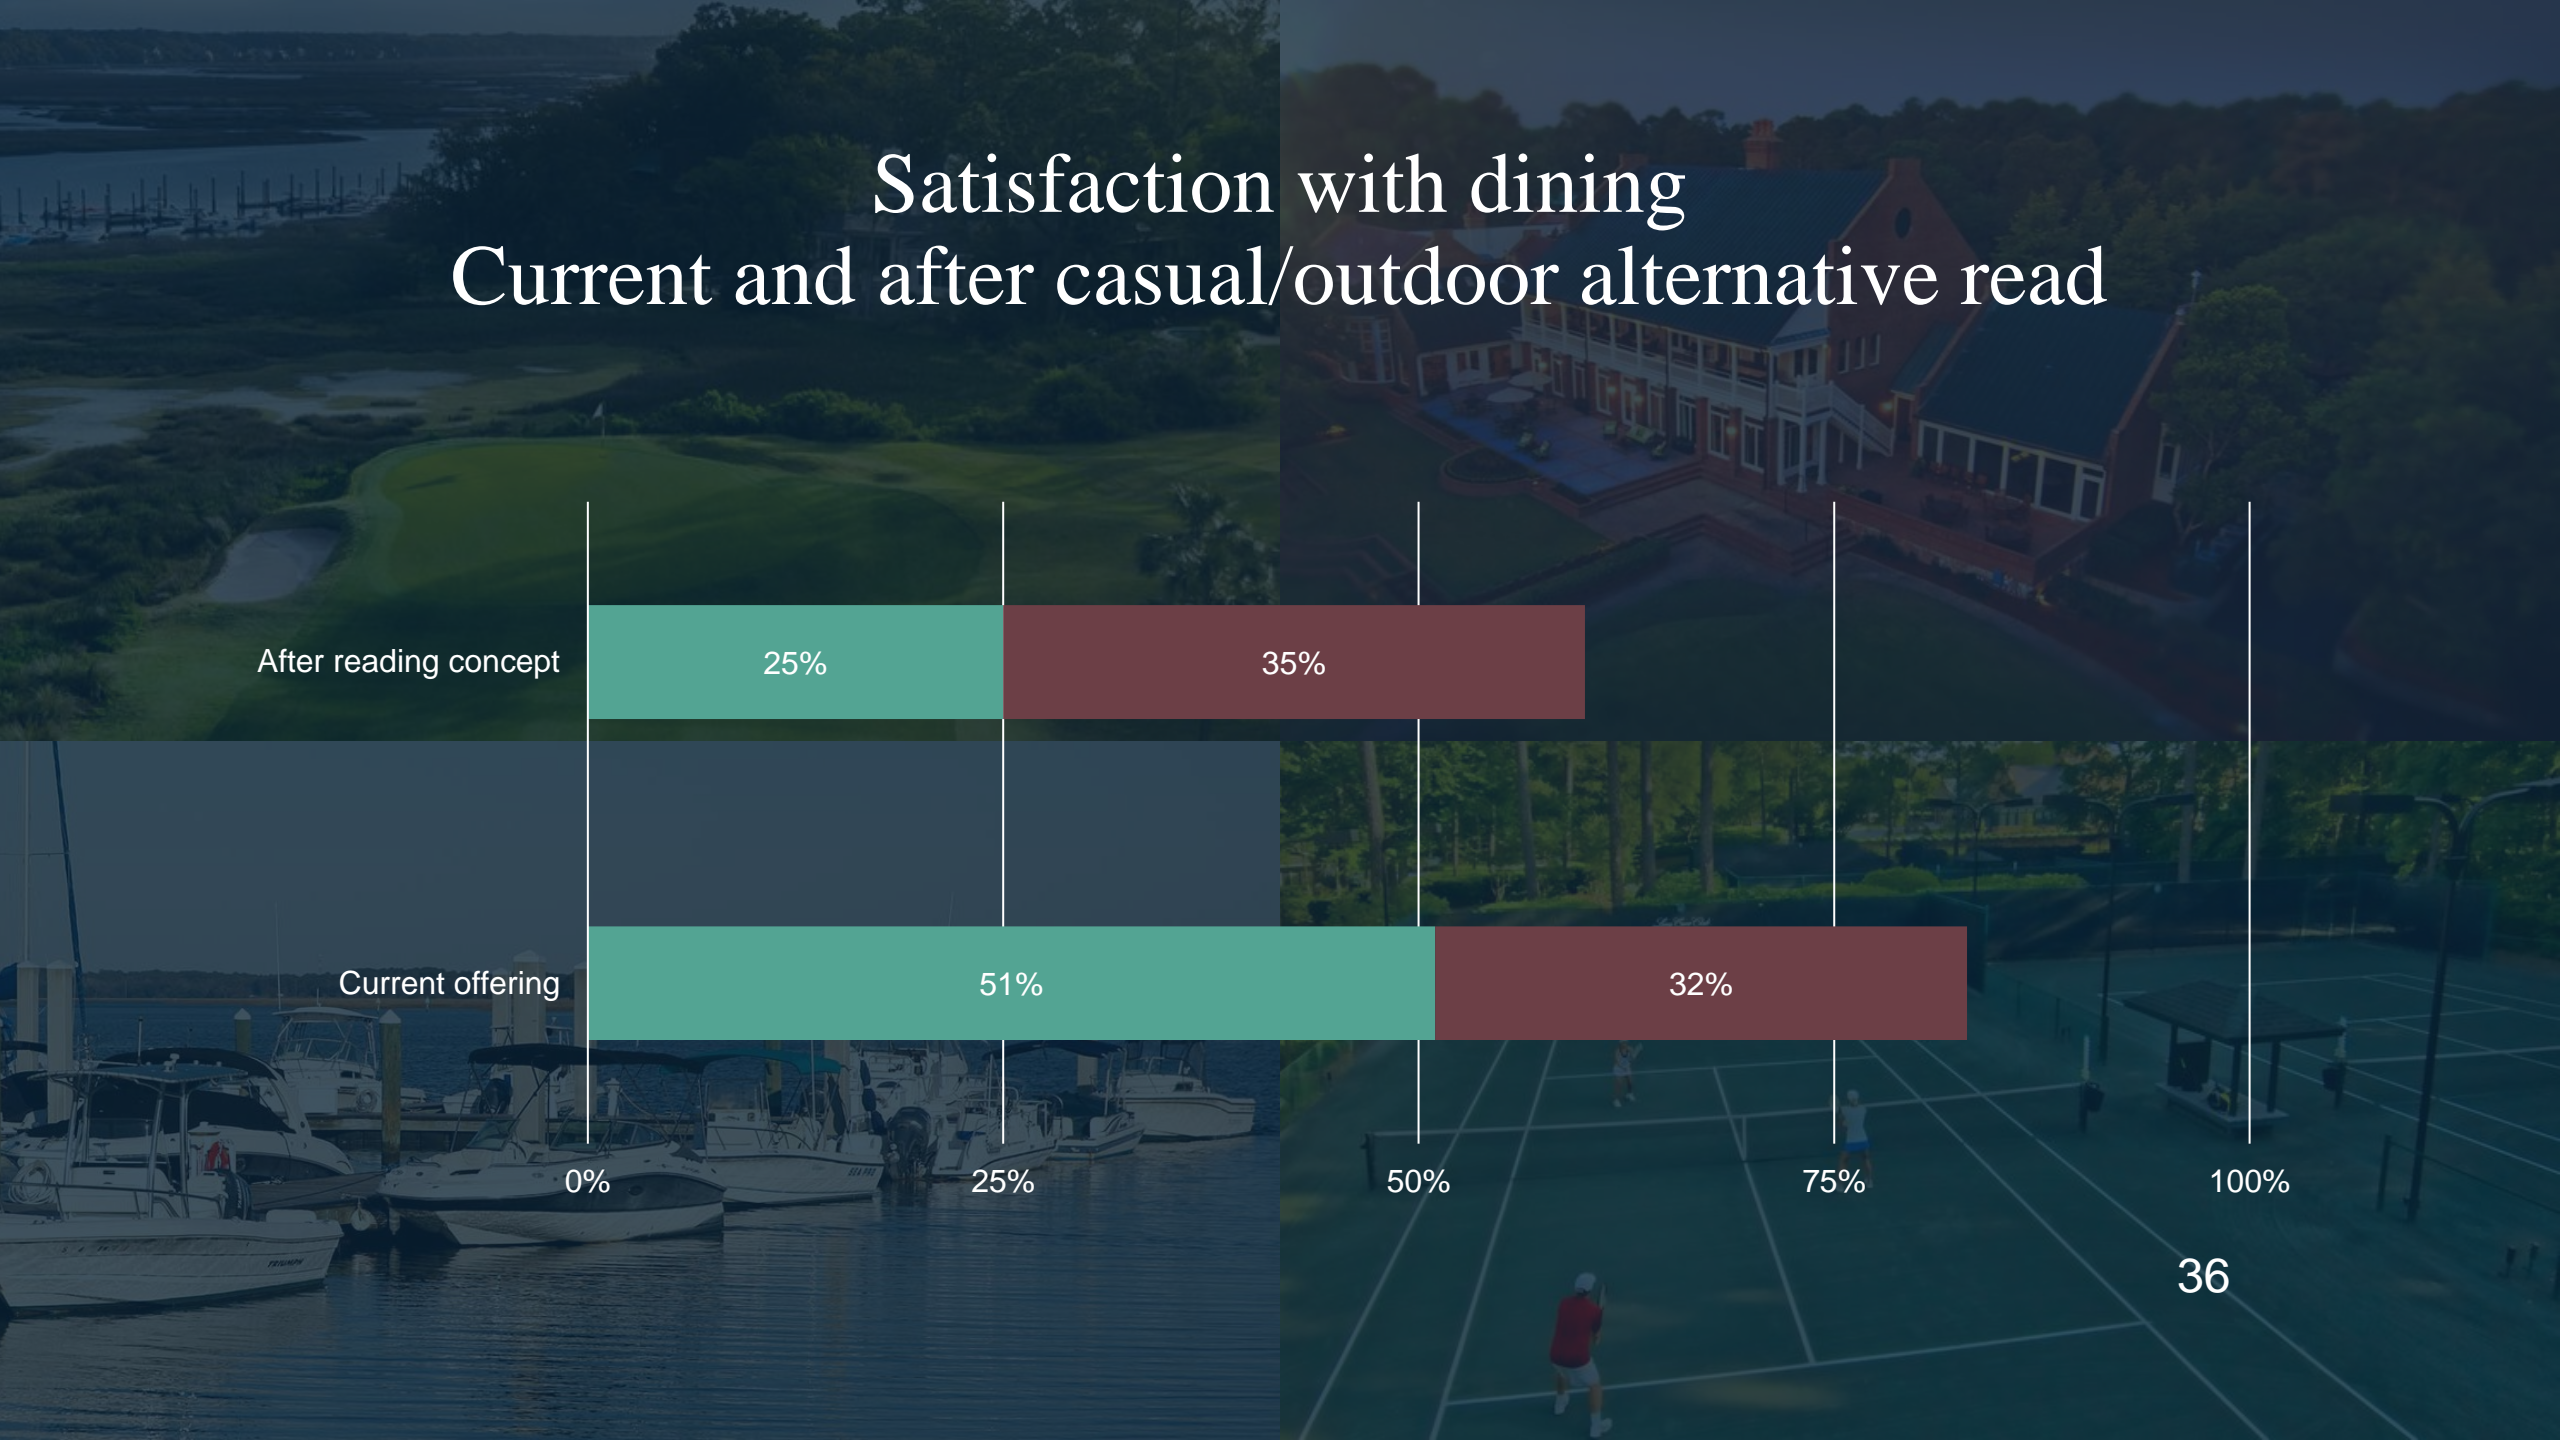 Satisfaction with dining
Current and after casual/outdoor alternative read
After reading concept
25%
35%
Current offering
51%
32%
0%
25%
50%
75%
100%
36
TRIUMPH